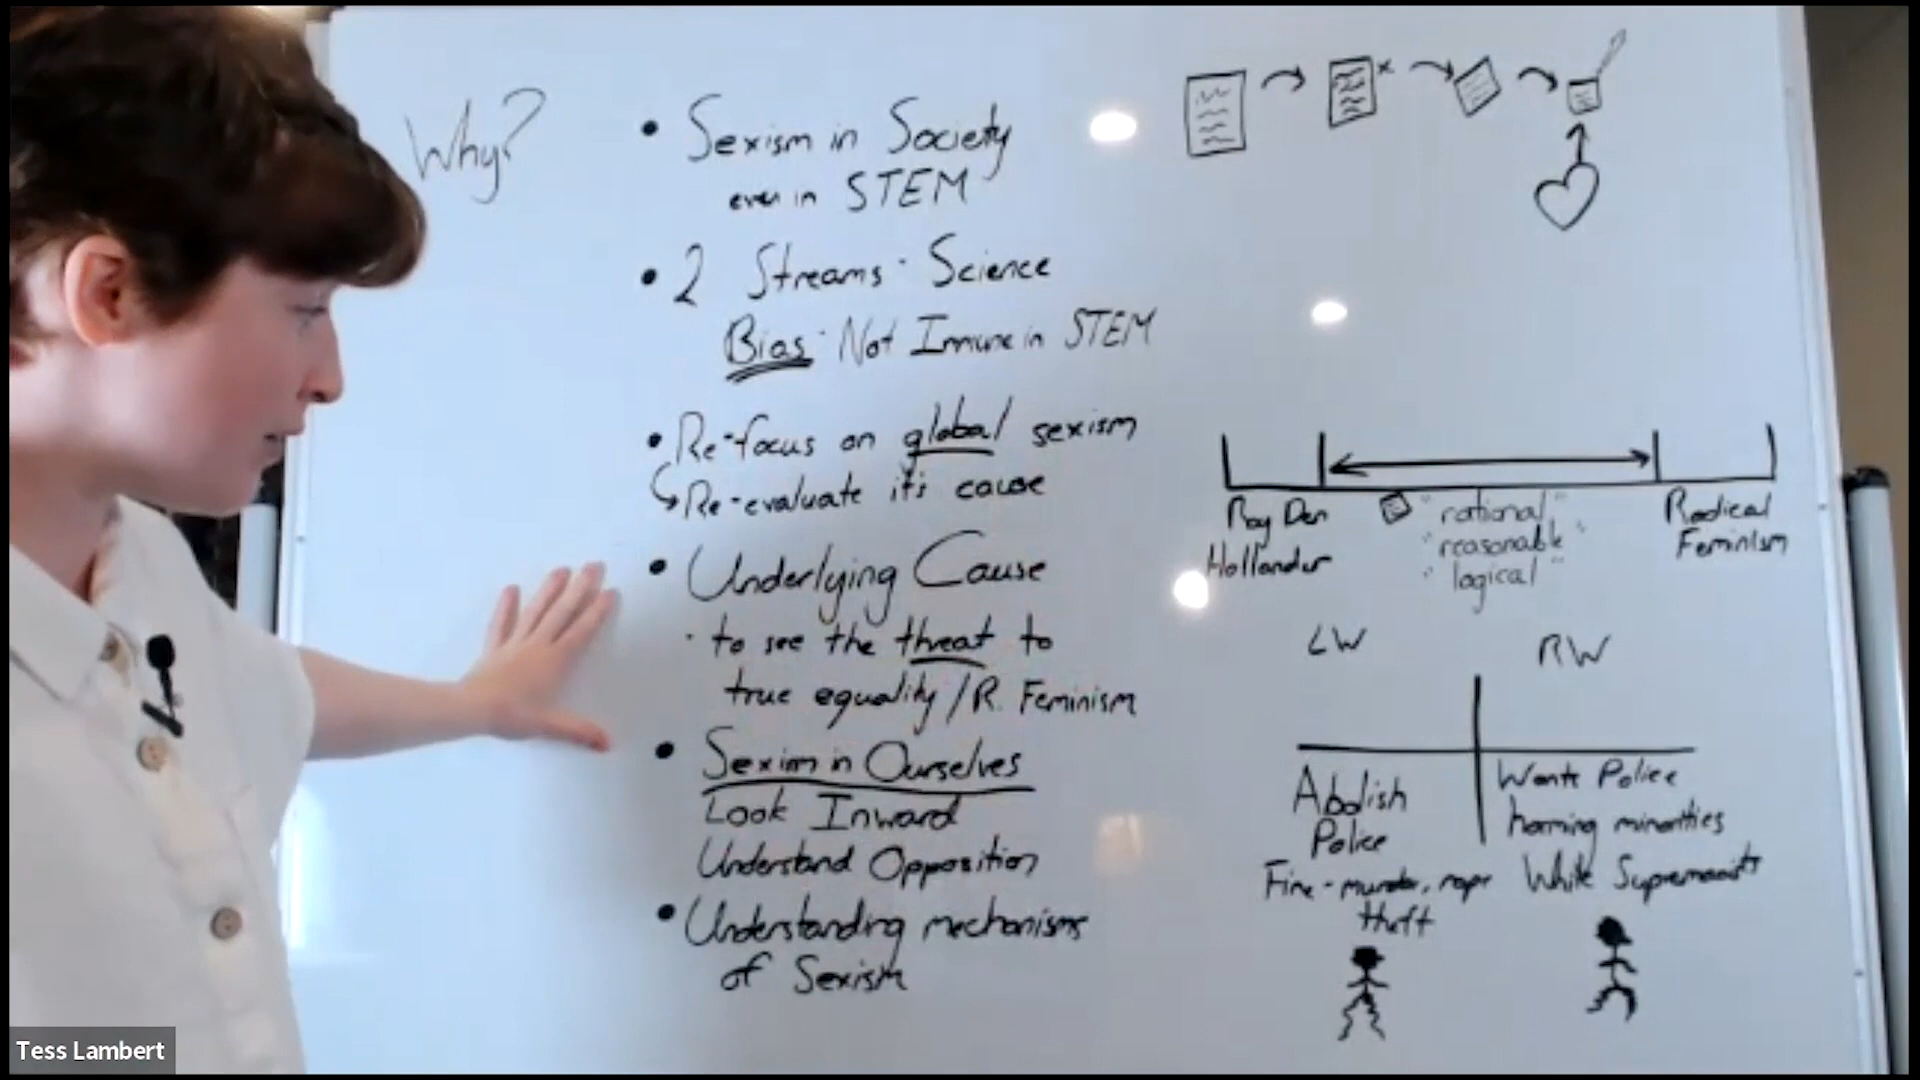 Why?
• Sexism in Society
even in STEM
• 2 Streams - Science
Bias - Not Immune in STEM
• Re-focus on global sexism
Re-evaluate it's cause
• Underlying Cause
· to see the threat to
true equality / R. Feminism
• Sexism in Ourselves
Look Inward
Understand Opposition
• Understanding mechanisms
of Sexism
Roy Den
Hollander
"rational"
"reasonable"
"logical"
Radical
Feminism
LW
RW
Abolish
Police
Fine - murder, rape
theft
Wants Police
harming minorities
White Supremacists
Tess Lambert